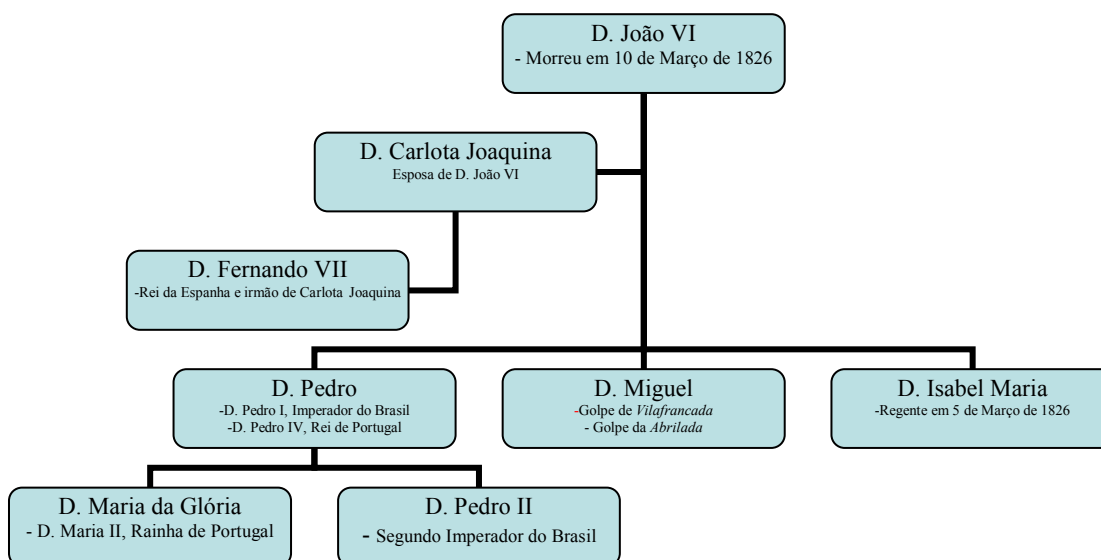 D. João VI
- Morreu em 10 de Março de 1826
D. Carlota Joaquina
Esposa de D. João VI
D. Fernando VII
-Rei da Espanha e irmão de Carlota Joaquina
D. Pedro
-D. Pedro I, Imperador do Brasil
-D. Pedro IV, Rei de Portugal
D. Miguel
-Golpe de Vilafrancada
- Golpe da Abrilada
D. Isabel Maria
-Regente em 5 de Março de 1826
D. Maria da Glória
- D. Maria II, Rainha de Portugal
D. Pedro II
- Segundo Imperador do Brasil